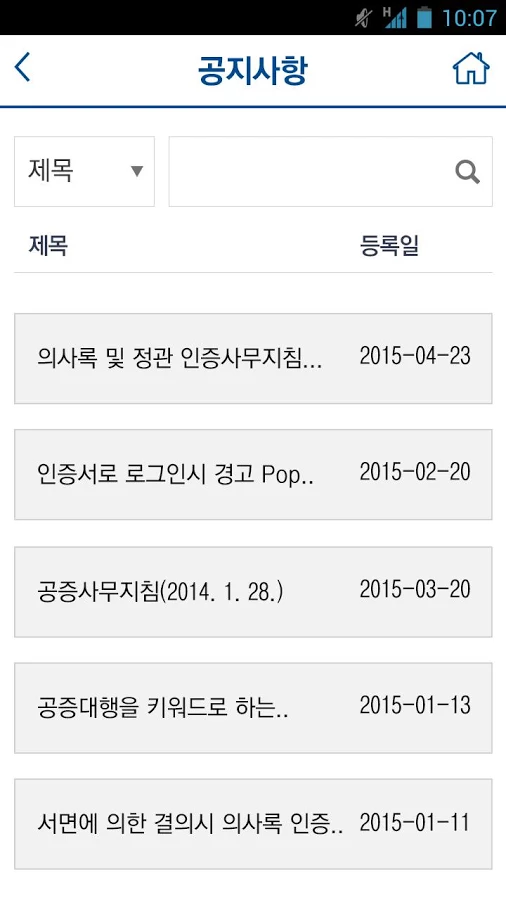 H 10:07
공지사항
제목
제목 등록일
의사록 및 정관 인증사무지침... 2015-04-23
인증서로 로그인시 경고 Pop.. 2015-02-20
공증사무지침(2014. 1. 28.) 2015-03-20
공증대행을 키워드로 하는.. 2015-01-13
서면에 의한 결의시 의사록 인증.. 2015-01-11